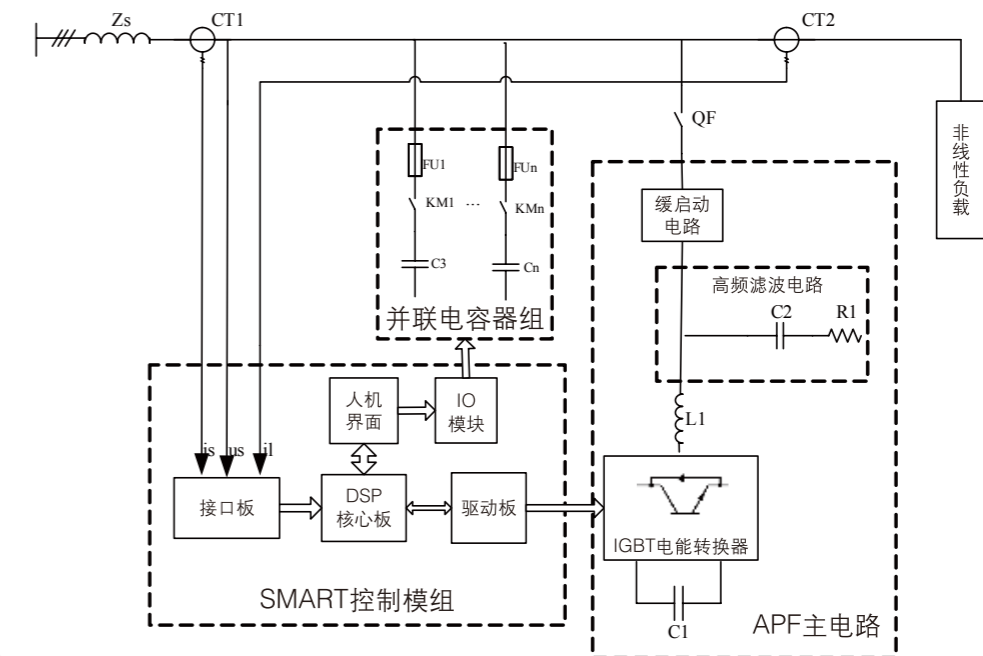 Zs
CT1
CT2
QF
非线性负载
FU1
FUn
KM1
...
KMn
C3
Cn
并联电容器组
缓启动
电路
高频滤波电路
C2
R1
L1
人机
界面
IO
模块
is
us
il
接口板
DSP
核心板
驱动板
IGBT电能转换器
SMART控制模组
C1
APF主电路